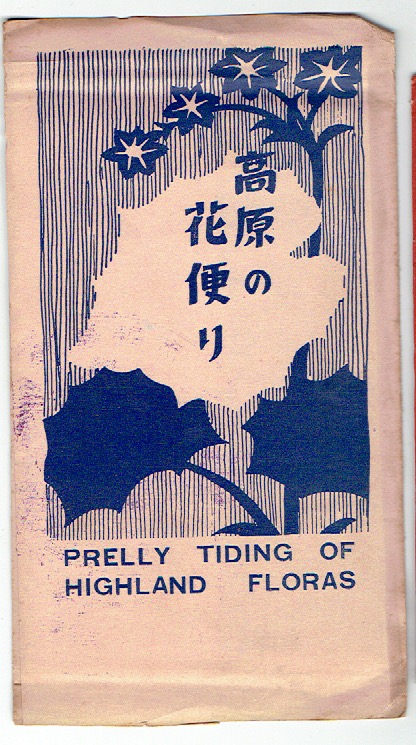 高原の
花便り
PRELLY TIDING OF
HIGHLAND FLORAS